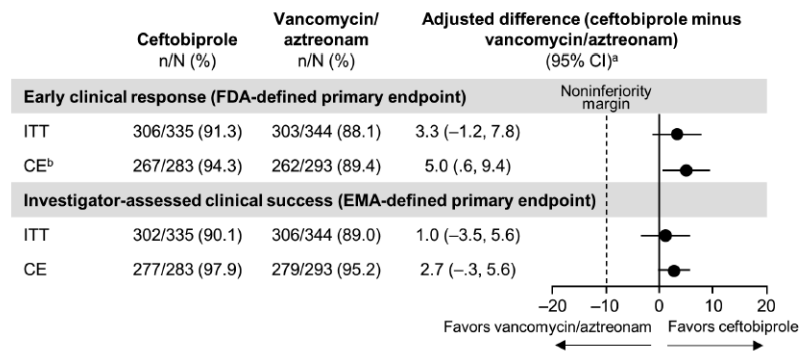 Ceftobiprole
n/N (%)
Vancomycin/
aztreonam
n/N (%)
Adjusted difference (ceftobiprole minus
vancomycin/aztreonam)
(95% CI)ᵃ
Early clinical response (FDA-defined primary endpoint)
Noninferiority
margin
ITT 306/335 (91.3) 303/344 (88.1) 3.3 (–1.2, 7.8)
CEᵇ 267/283 (94.3) 262/293 (89.4) 5.0 (.6, 9.4)
Investigator-assessed clinical success (EMA-defined primary endpoint)
ITT 302/335 (90.1) 306/344 (89.0) 1.0 (–3.5, 5.6)
CE 277/283 (97.9) 279/293 (95.2) 2.7 (–.3, 5.6)
–20 –10 0 10 20
Favors vancomycin/aztreonam Favors ceftobiprole